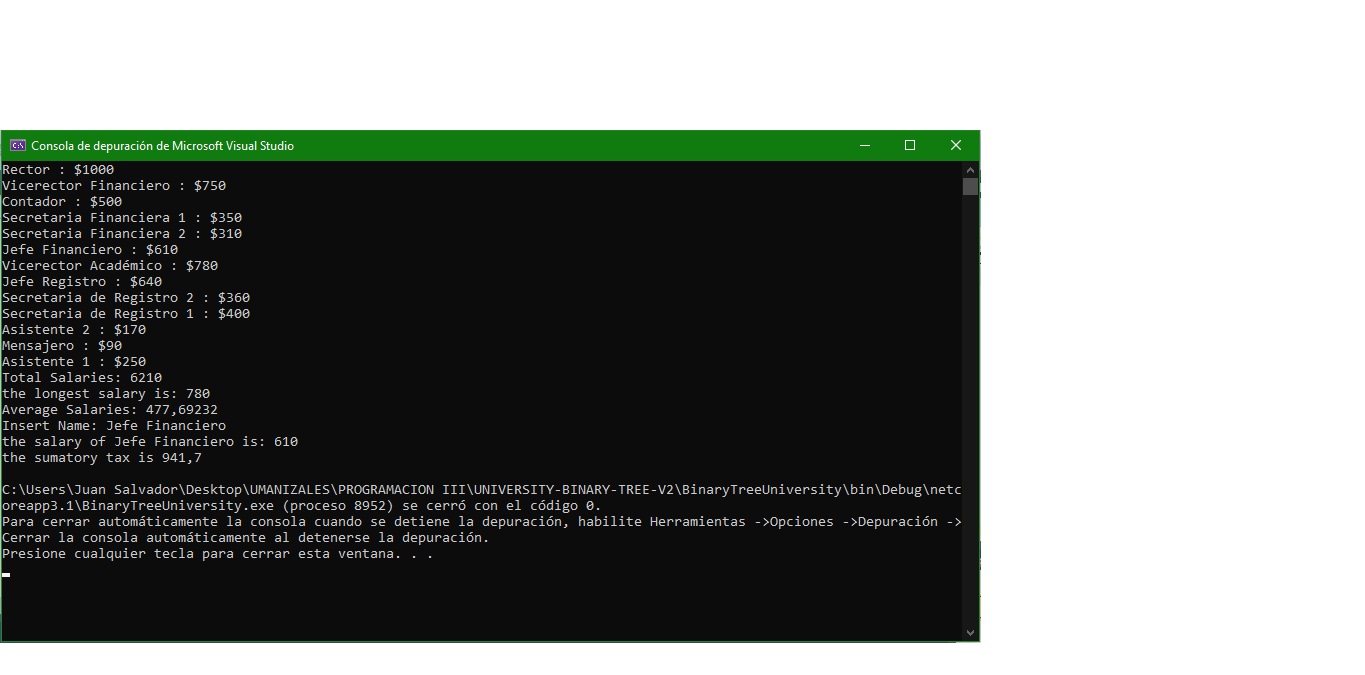 Consola de depuración de Microsoft Visual Studio
Rector : $1000
Vicerector Financiero : $750
Contador : $500
Secretaria Financiera 1 : $350
Secretaria Financiera 2 : $310
Jefe Financiero : $610
Vicerector Académico : $780
Jefe Registro : $640
Secretaria de Registro 2 : $360
Secretaria de Registro 1 : $400
Asistente 2 : $170
Mensajero : $90
Asistente 1 : $250
Total Salaries: 6210
the longest salary is: 780
Average Salaries: 477,69232
Insert Name: Jefe Financiero
the salary of Jefe Financiero is: 610
the sumatory tax is 941,7
C:\Users\Juan Salvador\Desktop\UMANIZALES\PROGRAMACION III\UNIVERSITY-BINARY-TREE-V2\BinaryTreeUniversity\bin\Debug\netc
oreapp3.1\BinaryTreeUniversity.exe (proceso 8952) se cerró con el código 0.
Para cerrar automáticamente la consola cuando se detiene la depuración, habilite Herramientas ->Opciones ->Depuración ->
Cerrar la consola automáticamente al detenerse la depuración.
Presione cualquier tecla para cerrar esta ventana. . .